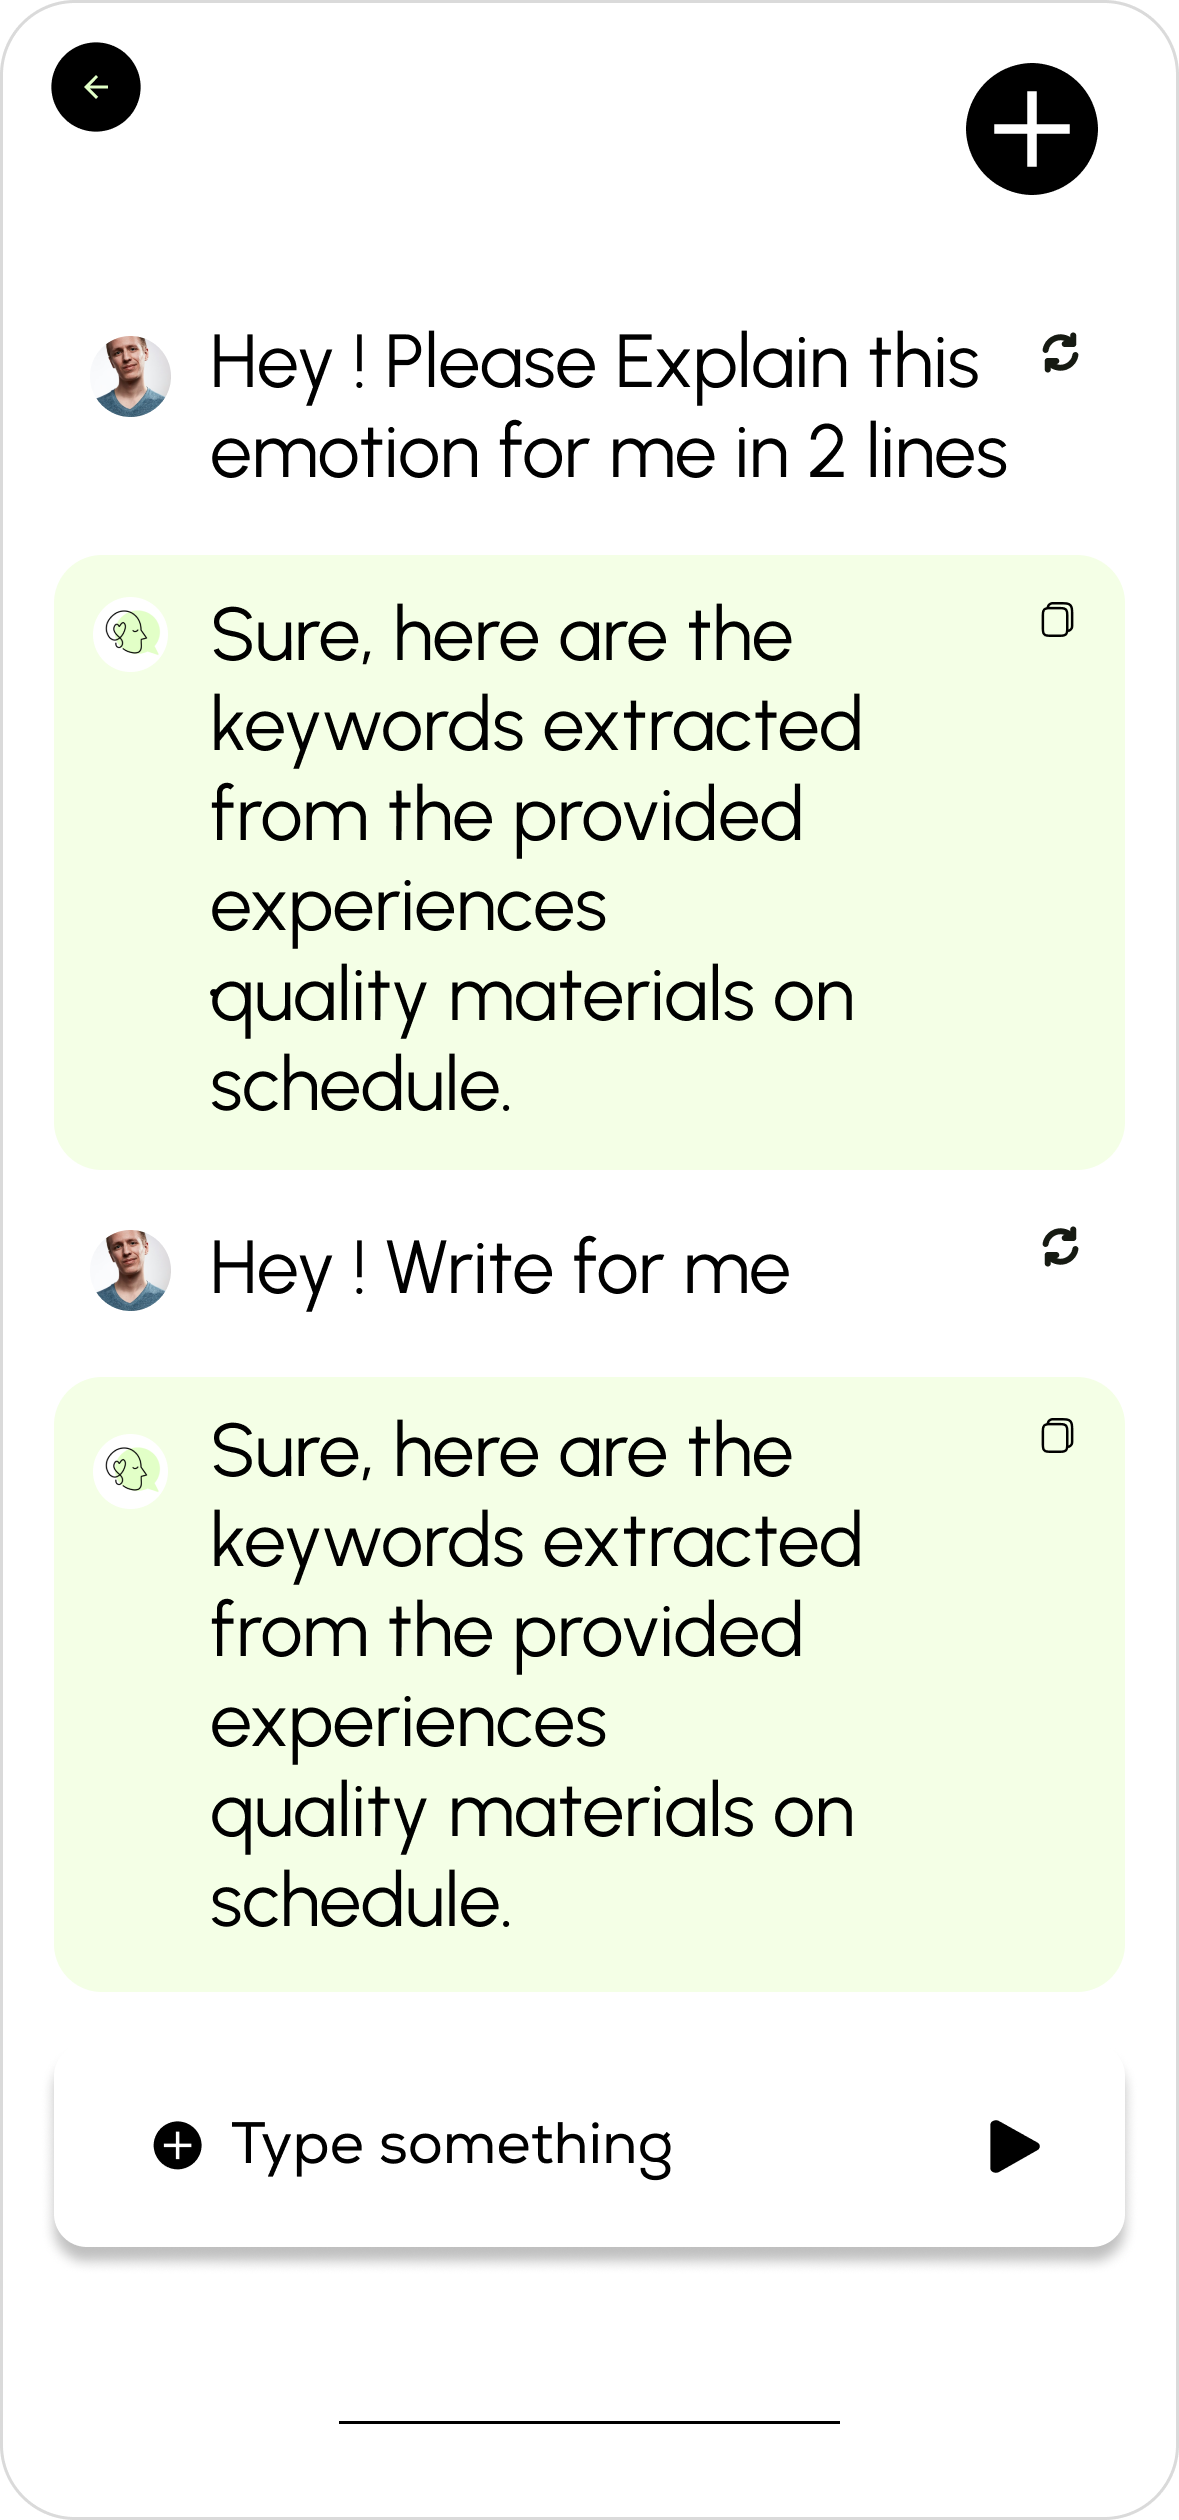 Hey ! Please Explain this
emotion for me in 2 lines
Sure, here are the
keywords extracted
from the provided
experiences
quality materials on
schedule.
Hey ! Write for me
Sure, here are the
keywords extracted
from the provided
experiences
quality materials on
schedule.
Type something